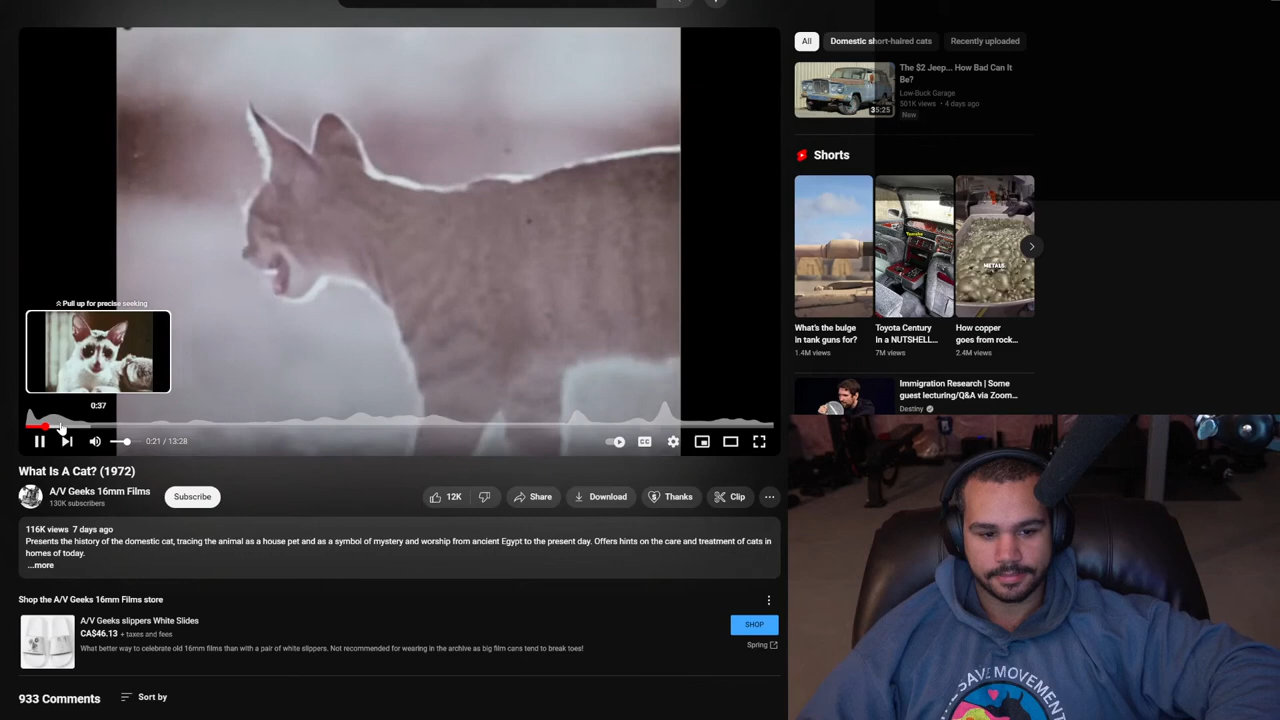 All
Domestic short-haired cats
Recently uploaded
The $2 Jeep... How Bad Can It
Be?
Low-Buck Garage
501K views • 4 days ago
New
35:25
Shorts
Tumake
METALS
What's the bulge
in tank guns for?
1.4M views
Toyota Century
In a NUTSHELL...
7M views
How copper
goes from rock...
2.4M views
Immigration Research | Some
guest lecturing/Q&A via Zoom...
Destiny
Pull up for precise seeking
0:37
0:21 / 13:28
CC
What Is A Cat? (1972)
A/V Geeks 16mm Films
130K subscribers
Subscribe
12K
Share
Download
Thanks
Clip
116K views 7 days ago
Presents the history of the domestic cat, tracing the animal as a house pet and as a symbol of mystery and worship from ancient Egypt to the present day. Offers hints on the care and treatment of cats in
homes of today.
...more
Shop the A/V Geeks 16mm Films store
A/V Geeks slippers White Slides
CA$46.13 + taxes and fees
What better way to celebrate old 16mm films than with a pair of white slippers. Not recommended for wearing in the archive as big film cans tend to break toes!
SHOP
Spring
933 Comments
Sort by
SAVE MOVEMENT